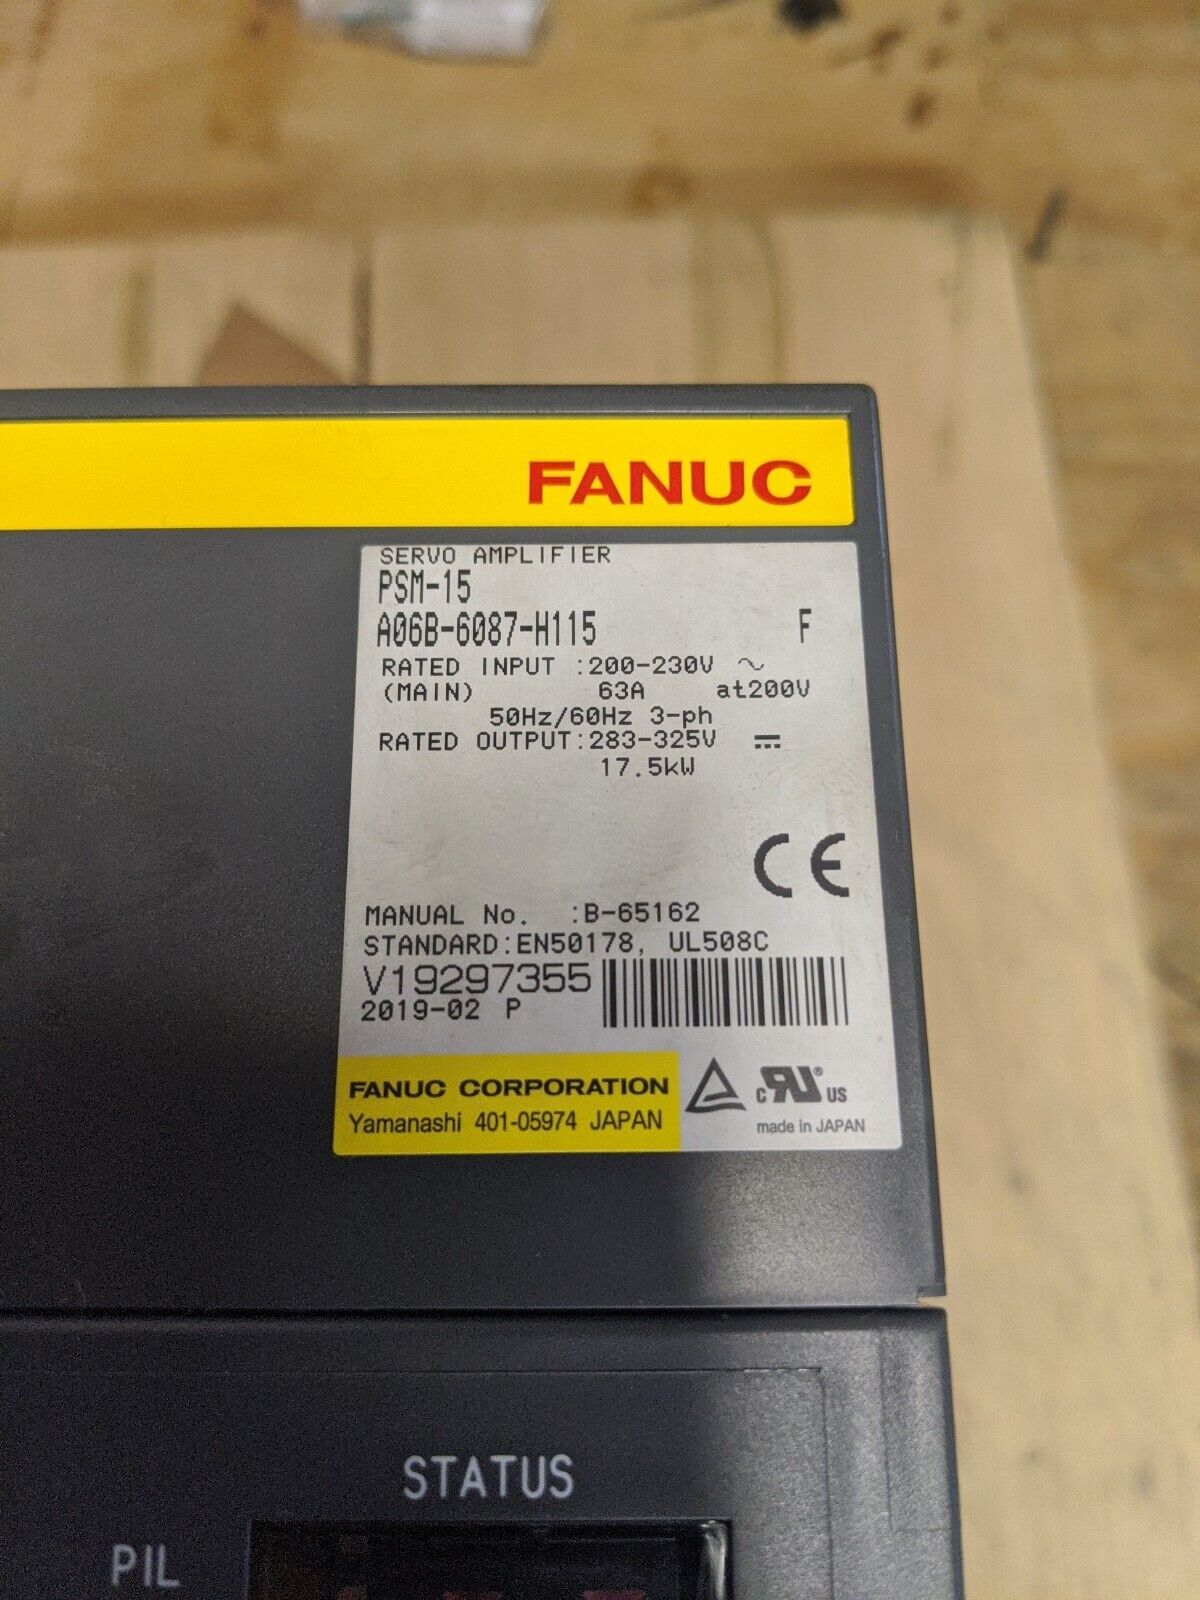 FANUC
SERVO AMPLIFIER
PSM-15
A06B-6087-H115 F
RATED INPUT :200-230V
(MAIN) 63A at200V
50Hz/60Hz 3-ph
RATED OUTPUT:283-325V
17.5kW
CE
MANUAL No. :B-65162
STANDARD:EN50178, UL508C
V19297355
2019-02 P
FANUC CORPORATION
Yamanashi 401-05974 JAPAN
c RU ® US
made in JAPAN
STATUS
PIL